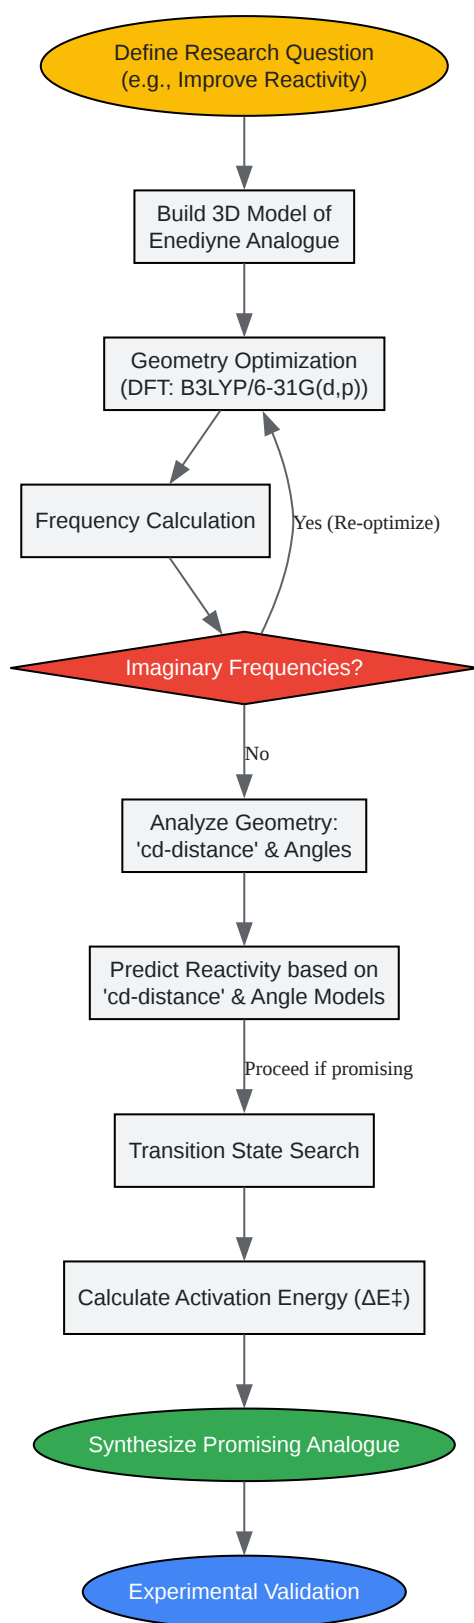 Define Research Question
(e.g., Improve Reactivity)
Build 3D Model of
Enediyne Analogue
Geometry Optimization
(DFT: B3LYP/6-31G(d,p))
Frequency Calculation
Yes (Re-optimize)
Imaginary Frequencies?
No
Analyze Geometry:
'cd-distance' & Angles
Predict Reactivity based on
'cd-distance' & Angle Models
Proceed if promising
Transition State Search
Calculate Activation Energy (ΔE‡)
Synthesize Promising Analogue
Experimental Validation